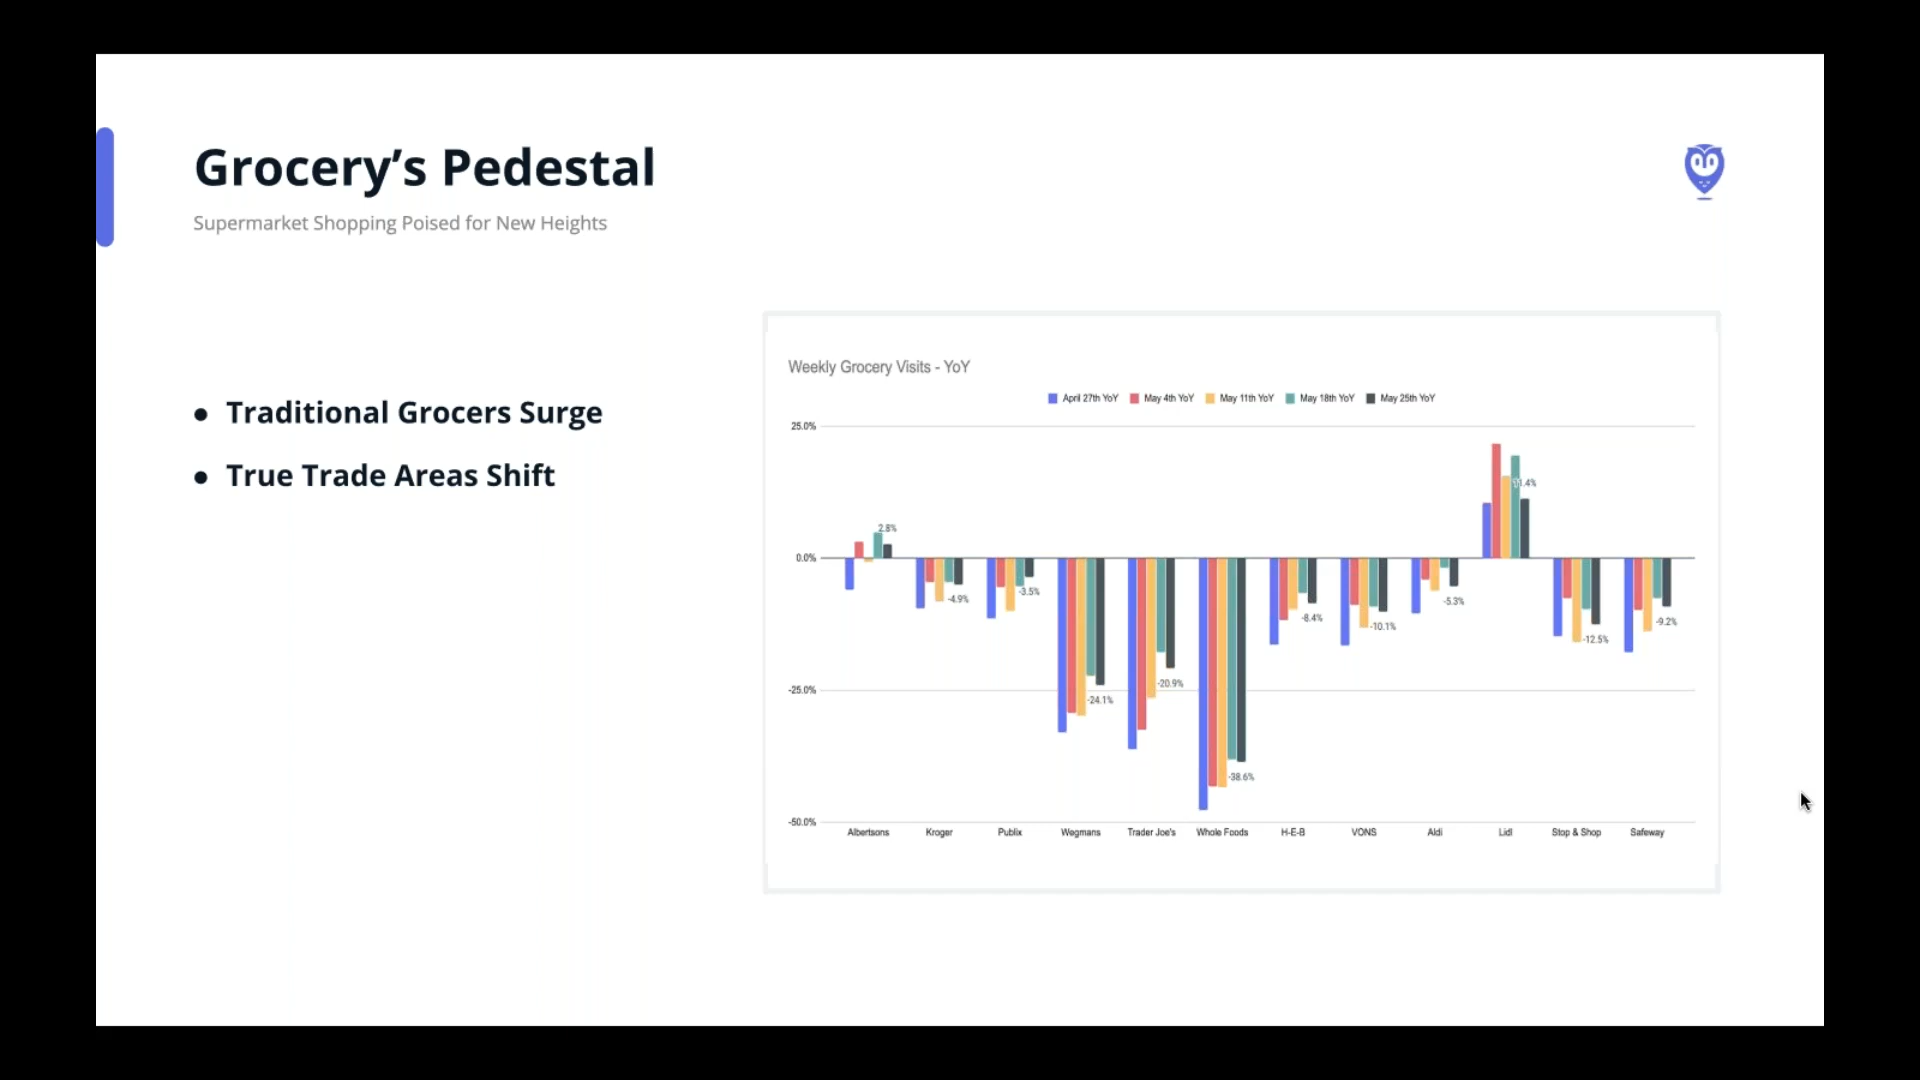 Grocery’s Pedestal
Supermarket Shopping Poised for New Heights
● Traditional Grocers Surge
● True Trade Areas Shift
Weekly Grocery Visits - YoY
April 27th YoY May 4th YoY May 11th YoY May 18th YoY May 25th YoY
25.0%
0.0%
-25.0%
-50.0%
2.8%
-4.9%
-3.5%
-24.1%
-20.9%
-38.6%
-8.4%
-10.1%
-5.3%
11.4%
-12.5%
-9.2%
Albertsons Kroger Publix Wegmans Trader Joe's Whole Foods H-E-B VONS Aldi Lidl Stop & Shop Safeway